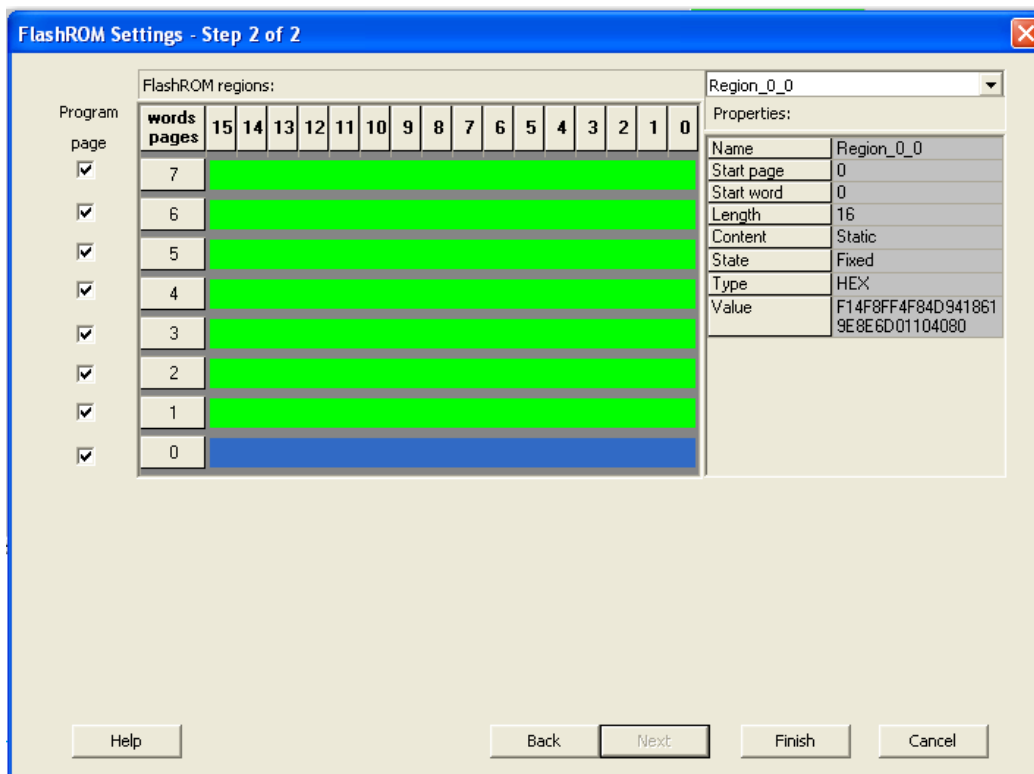 FlashROM Settings - Step 2 of 2
FlashROM regions:
Region_0_0
Program
page
words
pages
15 14 13 12 11 10 9 8 7 6 5 4 3 2 1 0
Properties:
7
6
5
4
3
2
1
0
Name Region_0_0
Start page 0
Start word 0
Length 16
Content Static
State Fixed
Type HEX
Value F14F8FF4F84D941861
9E8E6D01104080
Help
Back
Next
Finish
Cancel